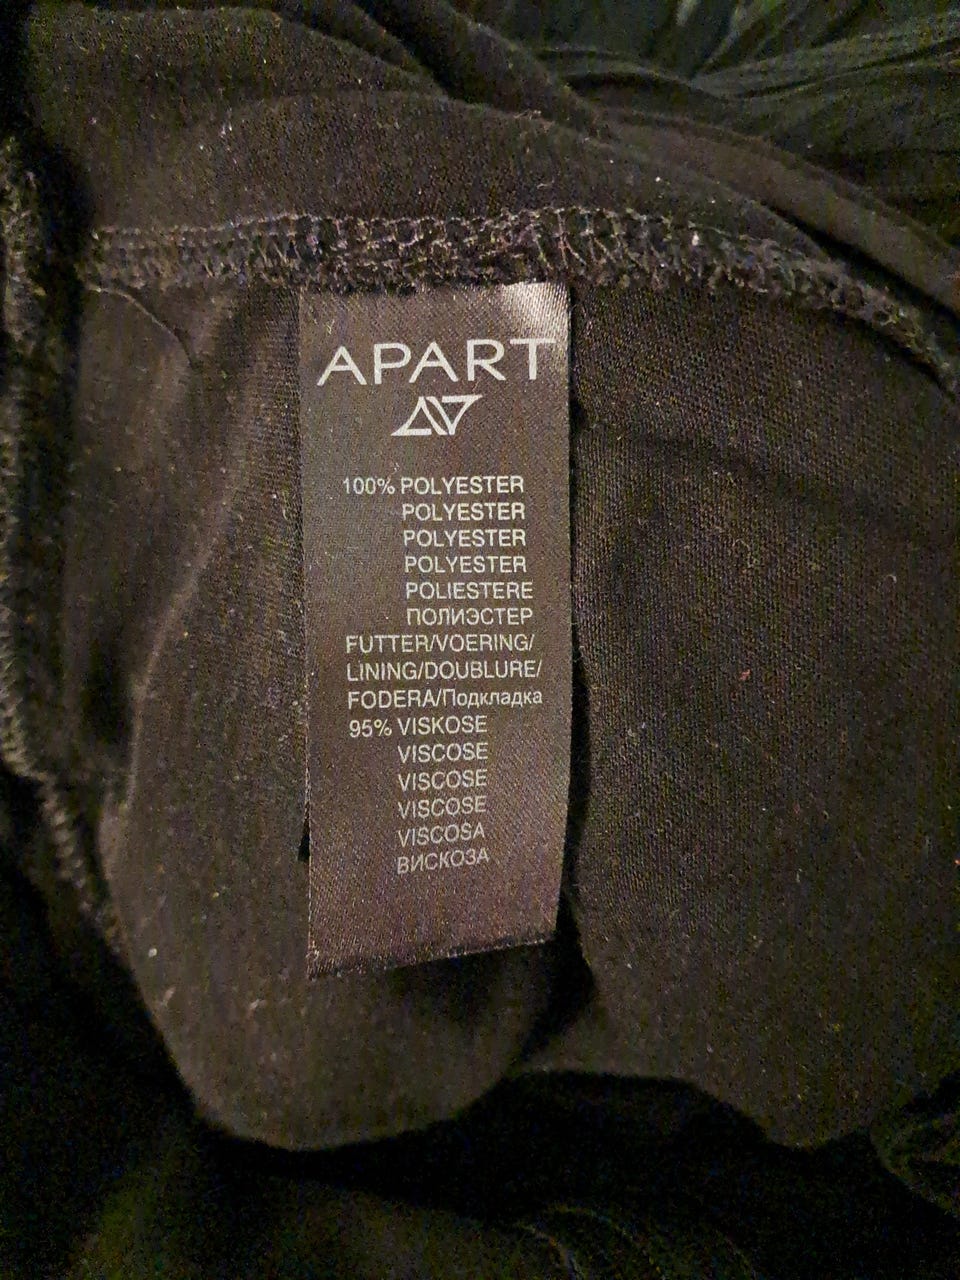 APART
100% POLYESTER
POLYESTER
POLYESTER
POLYESTER
POLIESTERE
ПОЛИЭСТЕР
FUTTER/VOERING/
LINING/DOUBLURE/
FODERA/Подкладка
95% VISKOSE
VISCOSE
VISCOSE
VISCOSE
VISCOSA
ВИСКОЗА